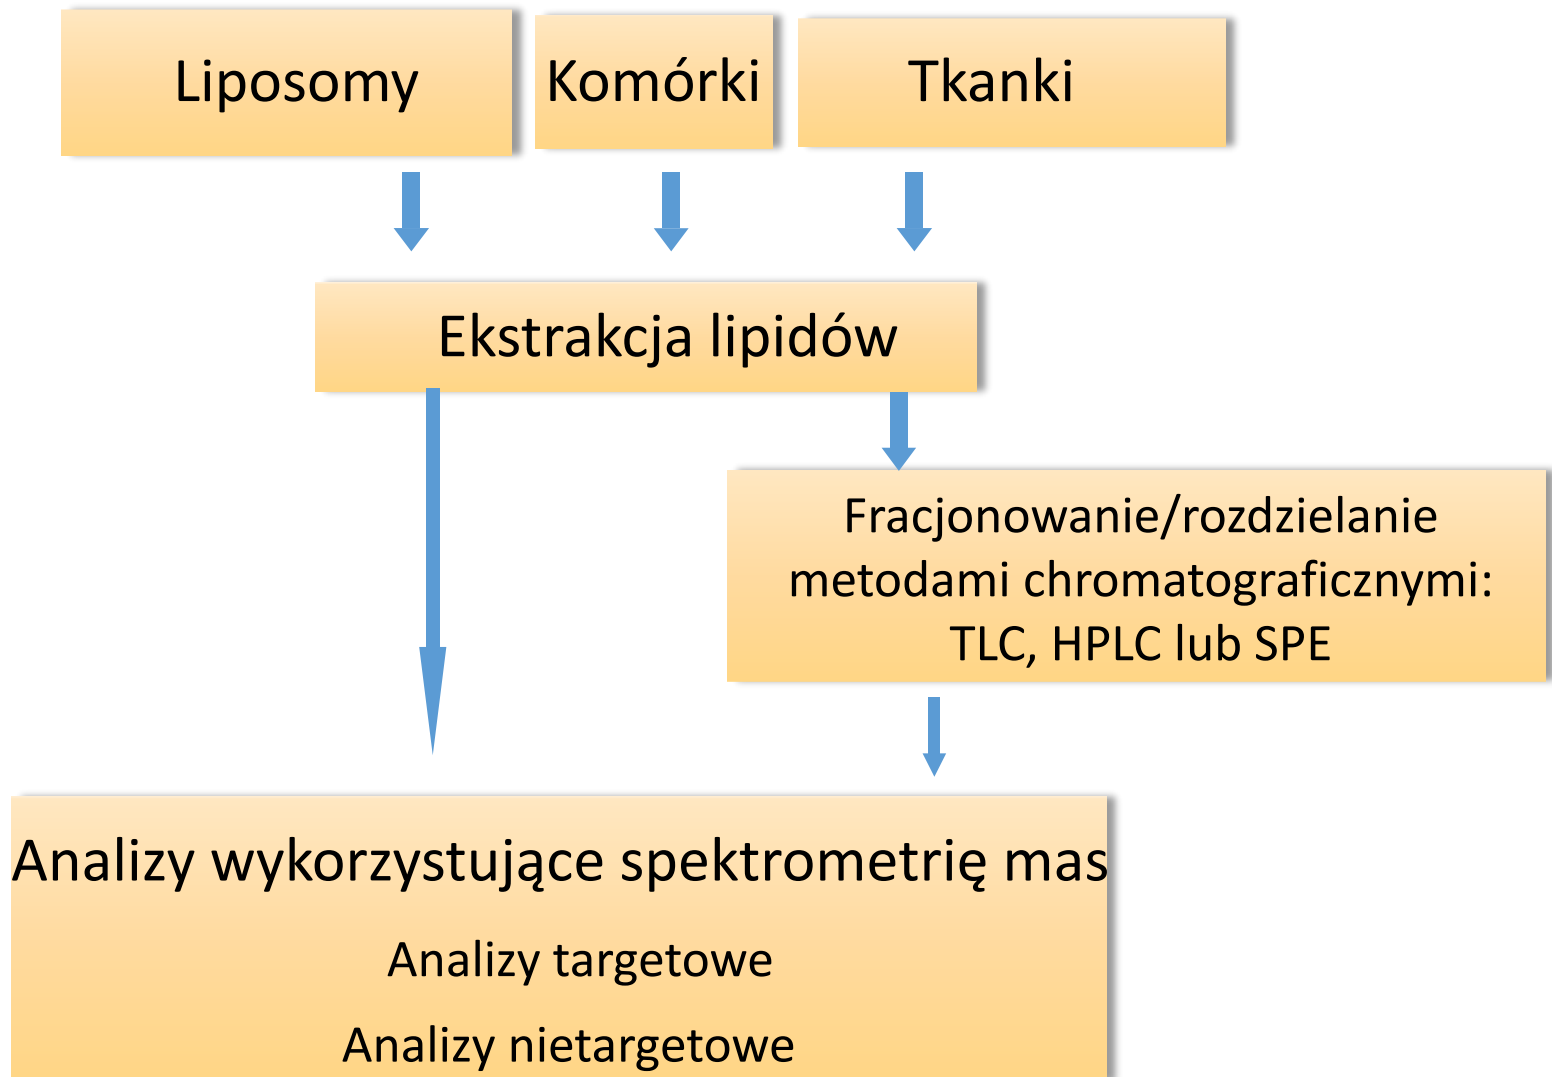 Liposomy
Komórki
Tkanki
Ekstrakcja lipidów
Fracjonowanie/rozdzielanie
metodami chromatograficznymi:
TLC, HPLC lub SPE
Analizy wykorzystujące spektrometrię mas
Analizy targetowe
Analizy nietargetowe